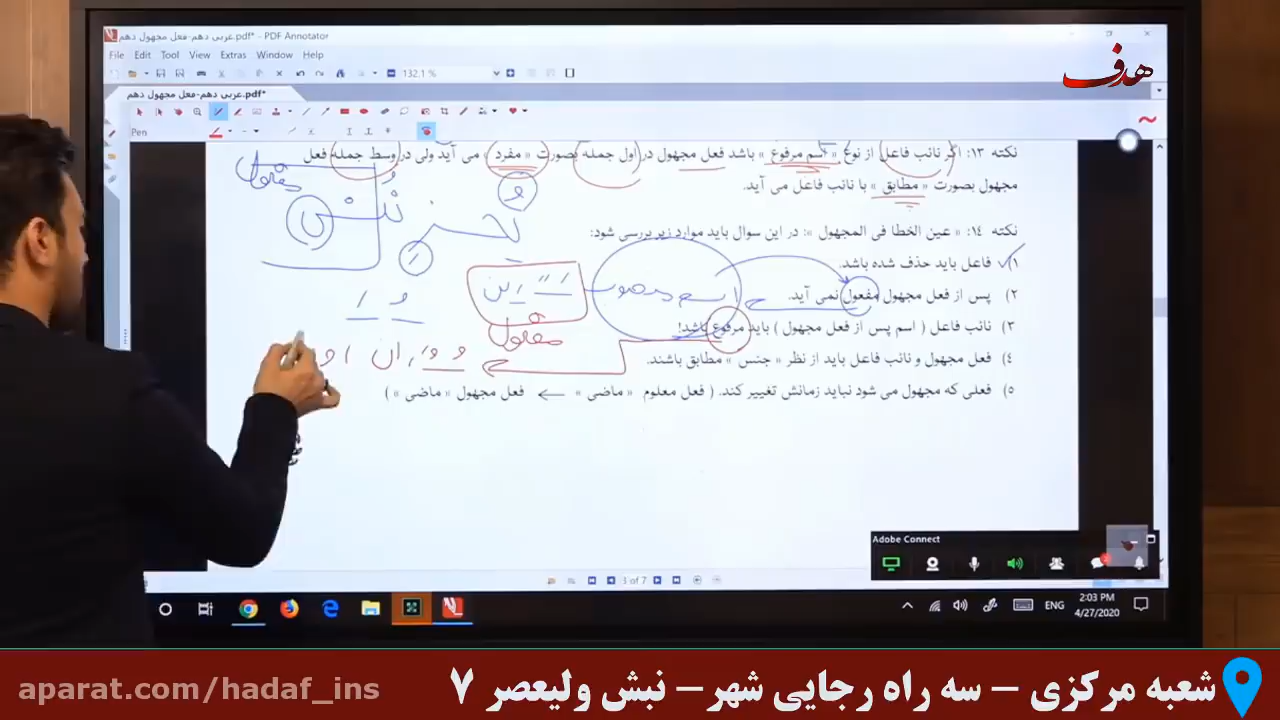 عربی دهم-فعل مجهول دهم.pdf* - PDF Annotator
هدف
File Edit Tool View Extras Window Help
132.1 %
عربی دهم-فعل مجهول دهم.pdf*
Pen
نکته ۱۳: اگر نائب فاعل از نوع « اسم مرفوع » باشد فعل مجهول در اول جمله بصورت « مفرد » می آید ولی در وسط جمله فعل
مجهول بصورت « مطابق » با نائب فاعل می آید.
نکته ۱۴: « عین الخطا فی المجهول »: در این سوال باید موارد زیر بررسی شود:
۱) فاعل باید حذف شده باشد.
۲) پس از فعل مجهول مفعول نمی آید.
اسم منصوب
ین
مفعول
مفعول
۳) نائب فاعل ( اسم پس از فعل مجهول ) باید مرفوع باشد!
۴) فعل مجهول و نائب فاعل باید از نظر « جنس » مطابق باشند.
ان
۵) فعلی که مجهول می شود نباید زمانش تغییر کند. ( فعل معلوم « ماضی » ← فعل مجهول « ماضی » )
Adobe Connect
3 of 7
ENG
2:03 PM
4/27/2020
aparat.com/hadaf_ins
شعبه مرکزی – سه راه رجایی شهر– نبش ولیعصر ۷